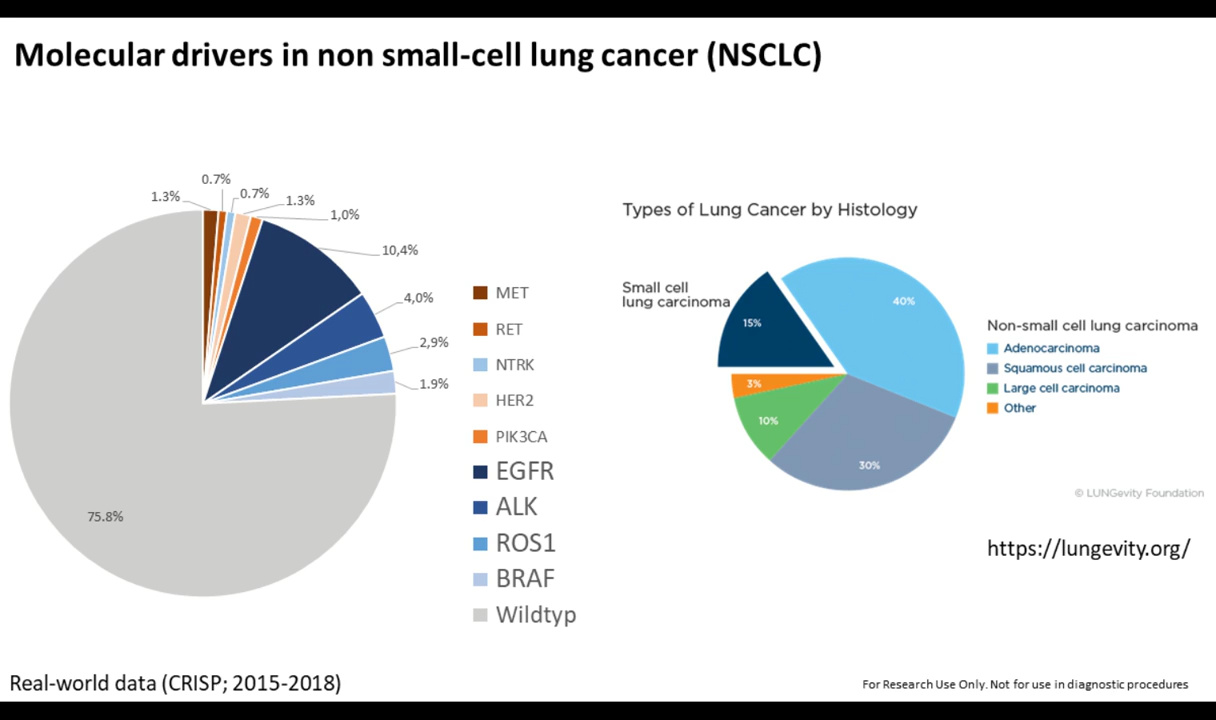 Molecular drivers in non small-cell lung cancer (NSCLC)
1.3%
0.7%
0.7%
1.3%
1,0%
10,4%
4,0%
2,9%
1.9%
75.8%
MET
RET
NTRK
HER2
PIK3CA
EGFR
ALK
ROS1
BRAF
Wildtyp
Types of Lung Cancer by Histology
Small cell
lung carcinoma
15%
40%
3%
10%
30%
Non-small cell lung carcinoma
Adenocarcinoma
Squamous cell carcinoma
Large cell carcinoma
Other
© LUNGevity Foundation
https://lungevity.org/
Real-world data (CRISP; 2015-2018)
For Research Use Only. Not for use in diagnostic procedures